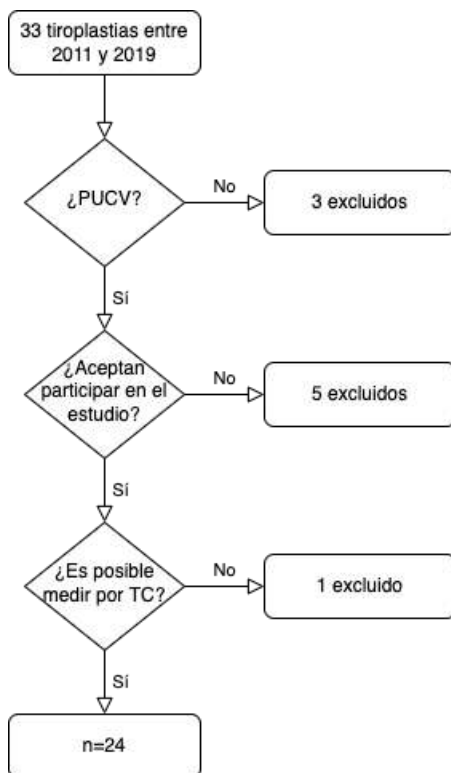 33 tiroplastias entre
2011 y 2019
¿PUCV?
No
3 excluidos
Sí
¿Aceptan
participar en el
estudio?
No
5 excluidos
Sí
¿Es posible
medir por TC?
No
1 excluido
Sí
n=24